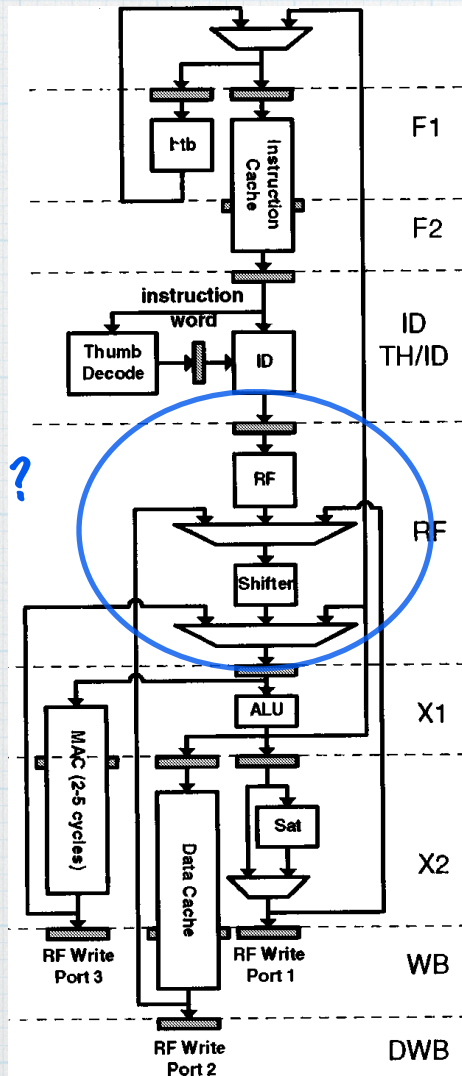 F1
btb
Instruction
Cache
F2
instruction
word
ID
TH/ID
Thumb
Decode
ID
?
RF
RF
Shifter
X1
ALU
MAC (2-5 cycles)
Sat
X2
Data Cache
RF Write
Port 3
RF Write
Port 1
WB
RF Write
Port 2
DWB